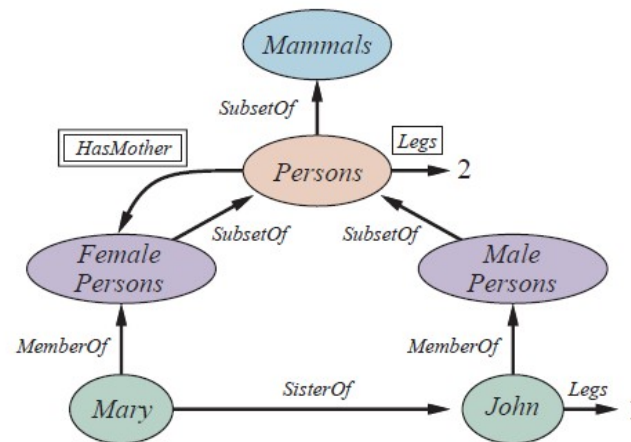 Mammals
SubsetOf
HasMother
Legs
Persons
2
SubsetOf
SubsetOf
Female
Persons
Male
Persons
MemberOf
MemberOf
SisterOf
Legs
Mary
John